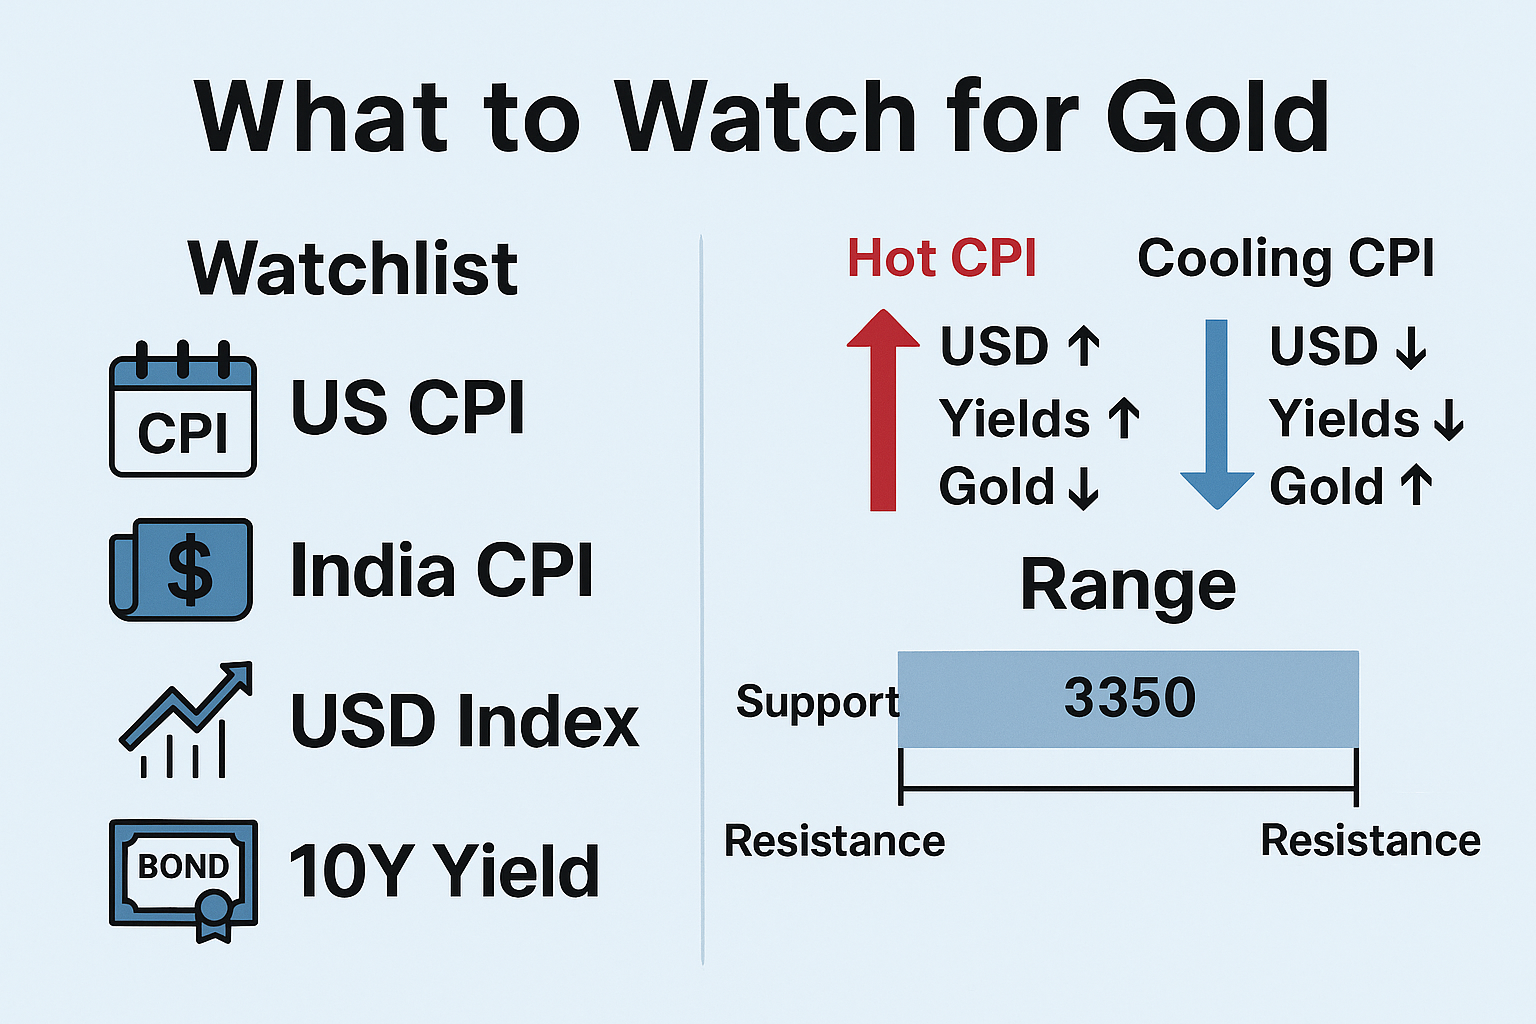 What to Watch for Gold
Watchlist
CPI
US CPI
$
India CPI
USD Index
BOND
10Y Yield
Hot CPI
USD ↑
Yields ↑
Gold ↓
Cooling CPI
USD ↓
Yields ↓
Gold ↑
Range
Support
3350
Resistance
Resistance